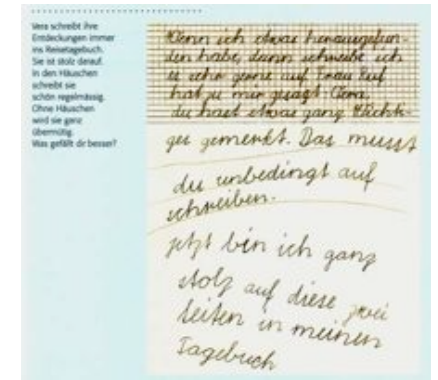 Vera schreibt ihre
Entdeckungen immer
ins Reisetagebuch.
Sie ist stolz darauf.
In den Häuschen
schreibt sie
schön regelmässig.
Ohne Häuschen
wird sie ganz
übermütig.
Was gefällt dir besser?
Wenn ich etwas herausgefun-
den habe, dann schreibe ich
es sehr gerne auf. Frau Ruf
hat zu mir gesagt: Vera,
du hast etwas ganz Wichti-
ges gemerkt. Das musst
du unbedingt auf
schreiben.
jetzt bin ich ganz
stolz auf diese zwei
Seiten in meinen
Tagebuch